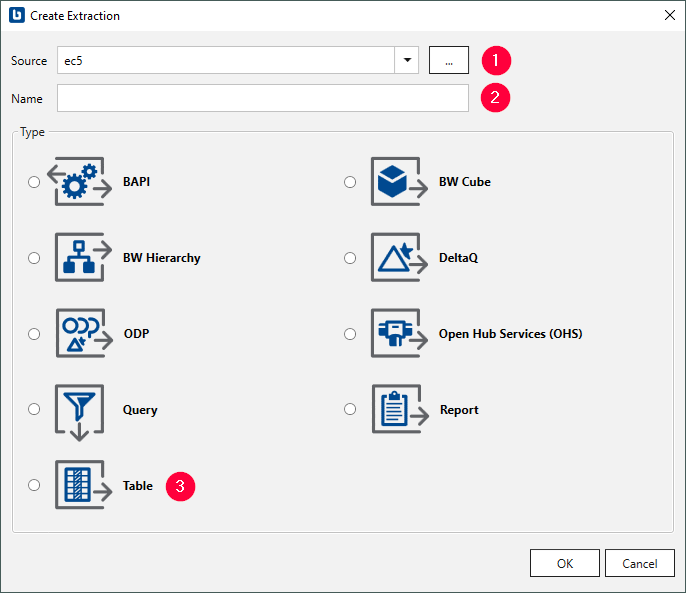 Create Extraction
Source ec5 ... 1
Name 2
Type
BAPI BW Cube
BW Hierarchy DeltaQ
ODP Open Hub Services (OHS)
Query Report
Table 3
OK Cancel